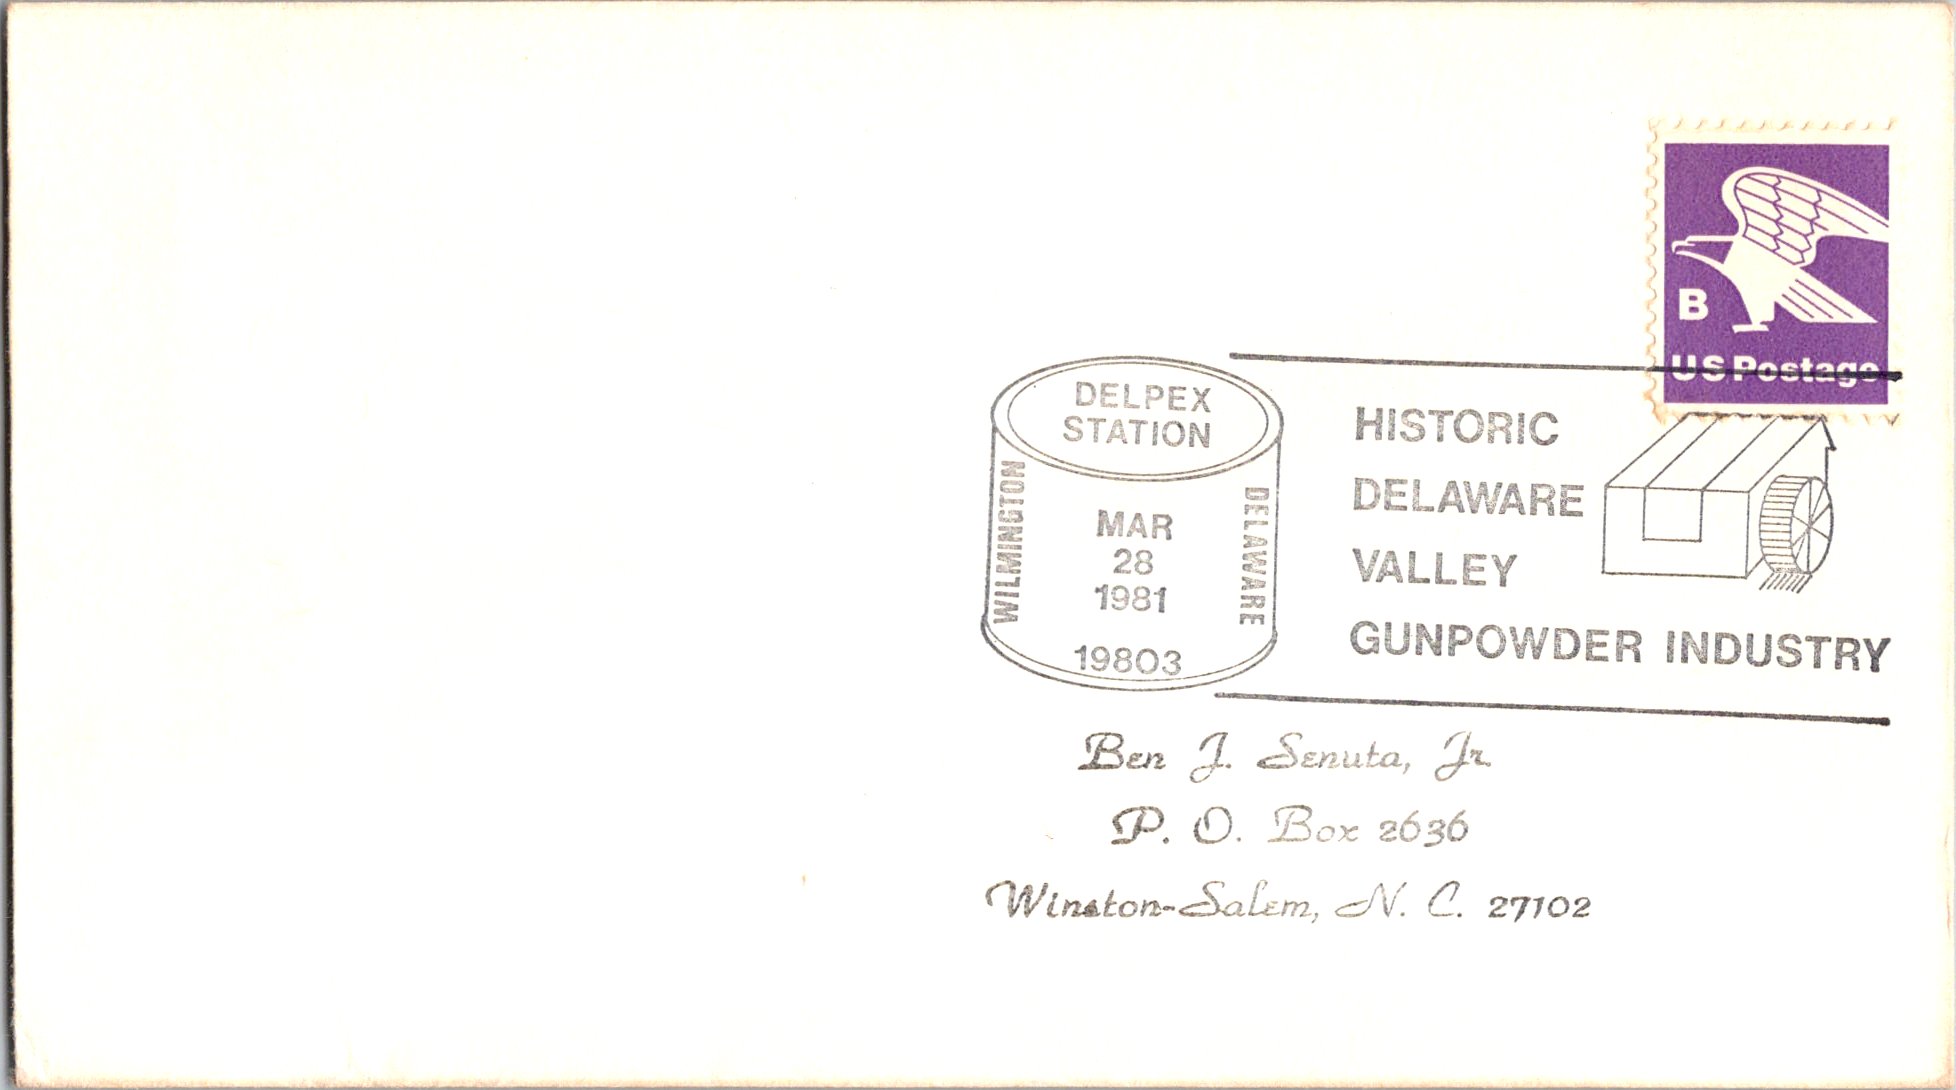 B
US Postage
DELPEX
STATION
WILMINGTON
DELAWARE
MAR
28
1981
19803
HISTORIC
DELAWARE
VALLEY
GUNPOWDER INDUSTRY
Ben J. Senuta, Jr.
P. O. Box 2636
Winston-Salem, N. C. 27102